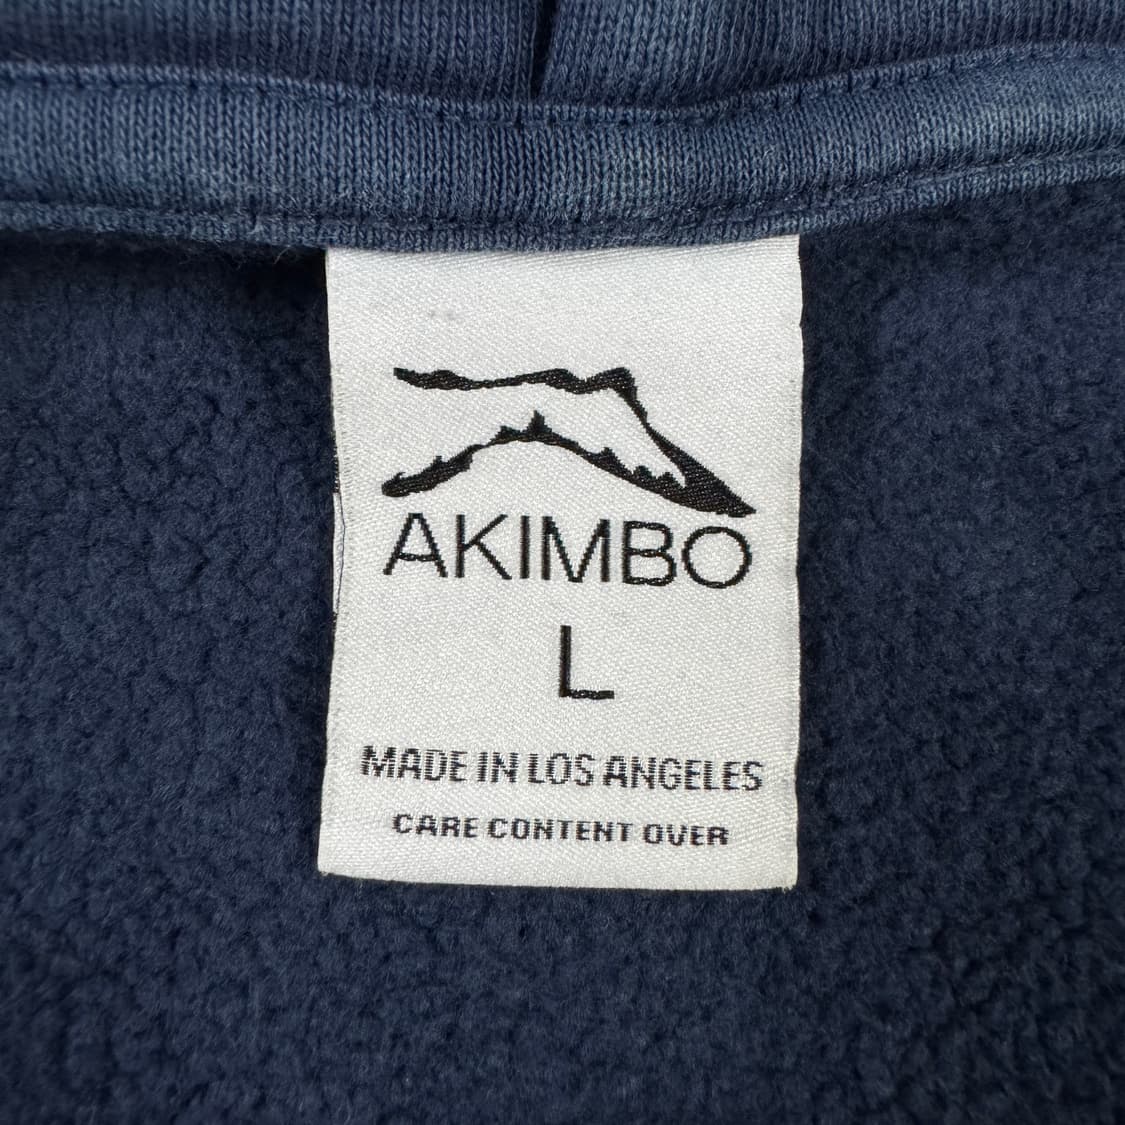 AKIMBO
L
MADE IN LOS ANGELES
CARE CONTENT OVER